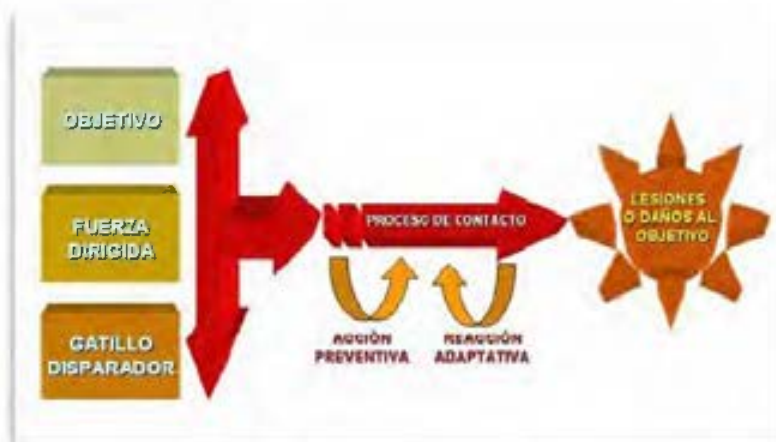 OBJETIVO
FUERZA
DIRIGIDA
GATILLO
DISPARADOR
PROCESO DE CONTACTO
ACCIÓN
PREVENTIVA
REACCIÓN
ADAPTATIVA
LESIONES
O DAÑOS AL
OBJETIVO